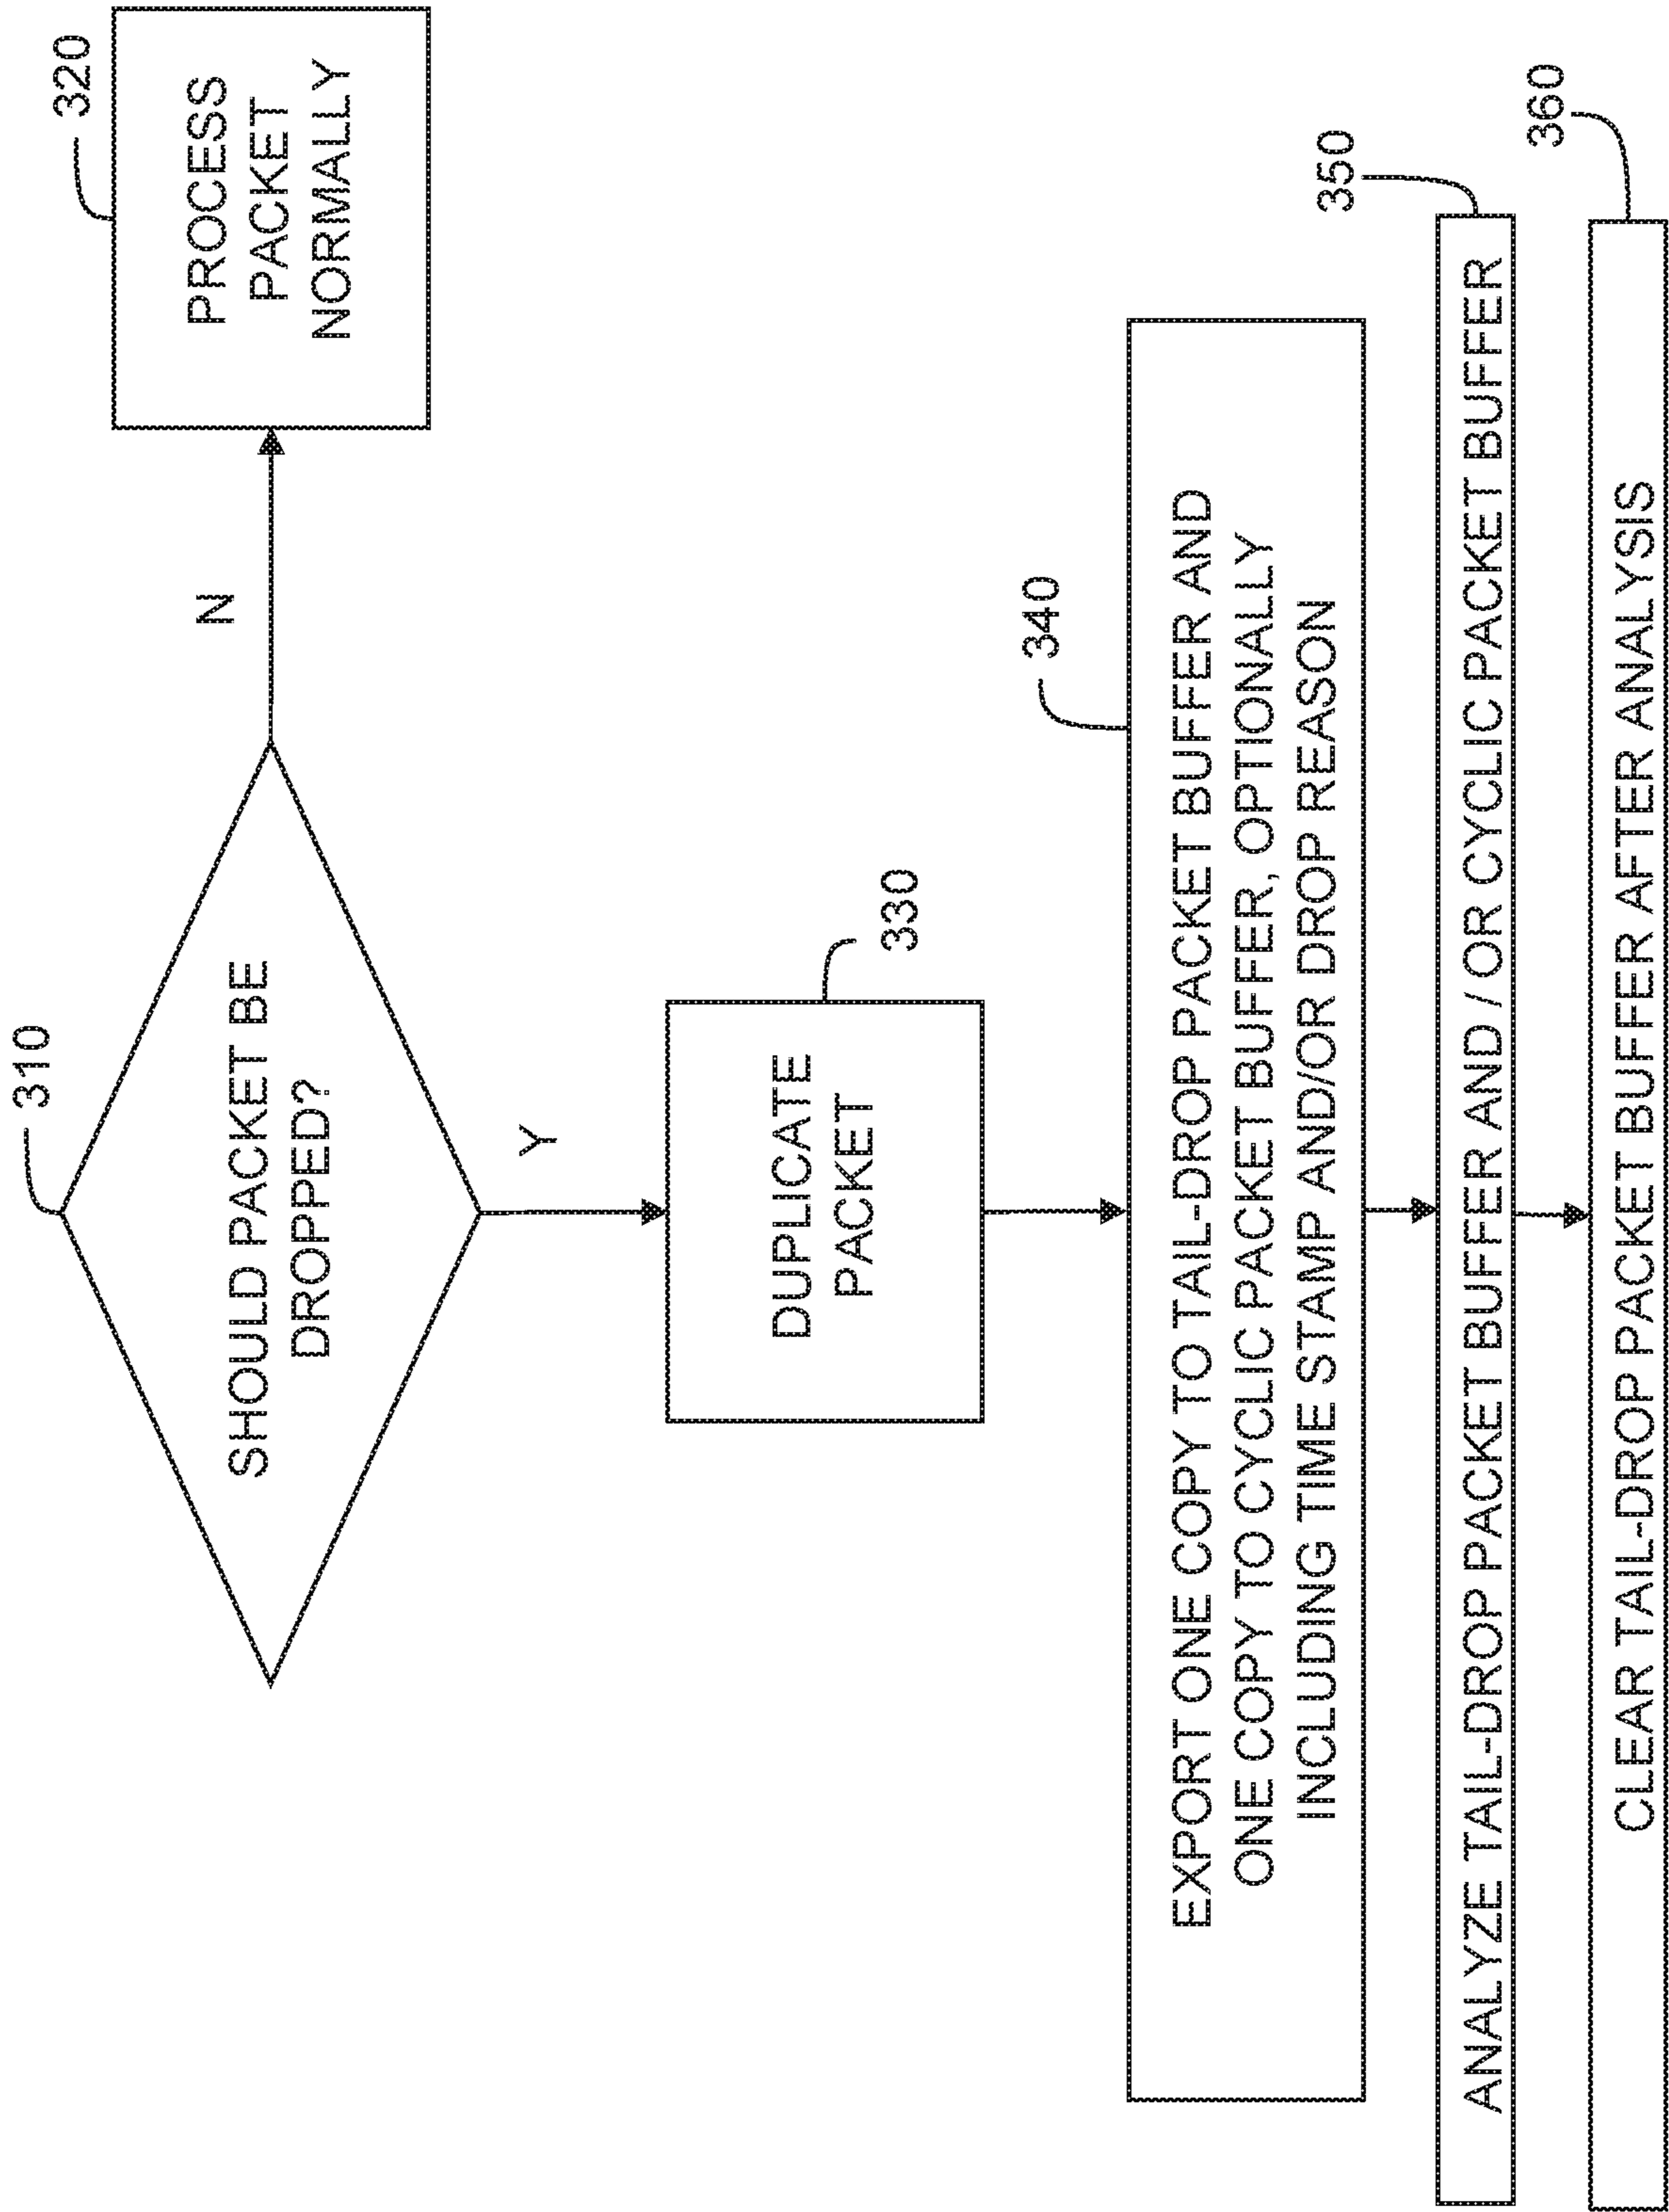 310
SHOULD PACKET BE
DROPPED?
N
320
PROCESS
PACKET
NORMALLY
Y
330
DUPLICATE
PACKET
340
EXPORT ONE COPY TO TAIL-DROP PACKET BUFFER AND
ONE COPY TO CYCLIC PACKET BUFFER, OPTIONALLY
INCLUDING TIME STAMP AND/OR DROP REASON
350
ANALYZE TAIL-DROP PACKET BUFFER AND / OR CYCLIC PACKET BUFFER
360
CLEAR TAIL-DROP PACKET BUFFER AFTER ANALYSIS